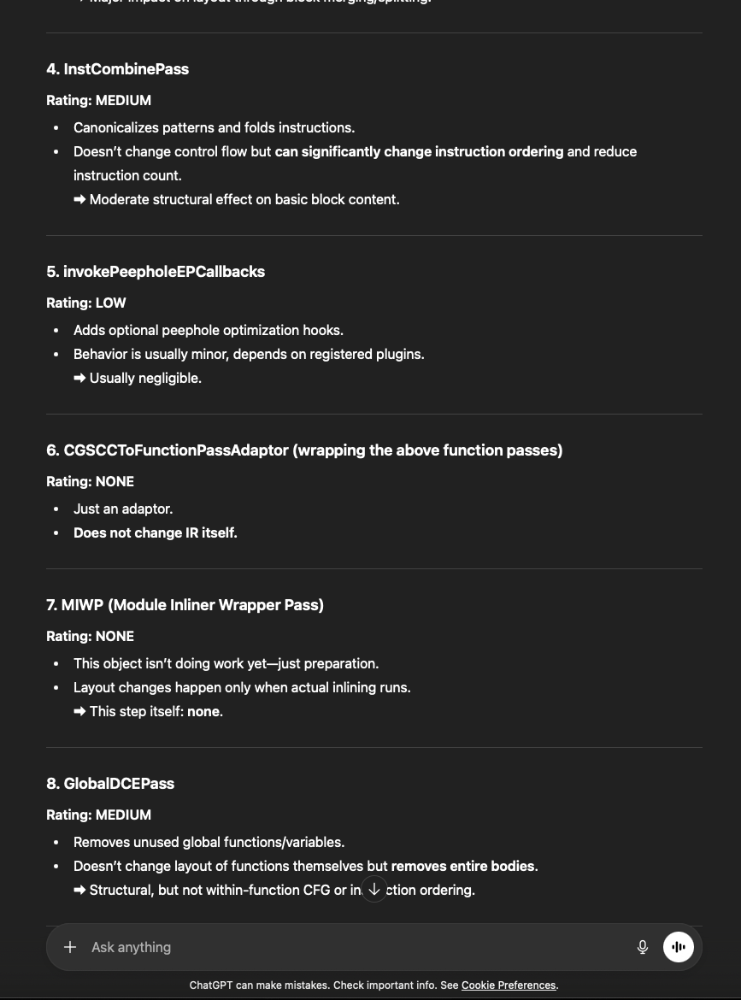 ➡ Major impact on layout through block merging/splitting.
4. InstCombinePass
Rating: MEDIUM
• Canonicalizes patterns and folds instructions.
• Doesn’t change control flow but can significantly change instruction ordering and reduce
instruction count.
➡ Moderate structural effect on basic block content.
5. invokePeepholeEPCallbacks
Rating: LOW
• Adds optional peephole optimization hooks.
• Behavior is usually minor, depends on registered plugins.
➡ Usually negligible.
6. CGSCCToFunctionPassAdaptor (wrapping the above function passes)
Rating: NONE
• Just an adaptor.
• Does not change IR itself.
7. MIWP (Module Inliner Wrapper Pass)
Rating: NONE
• This object isn’t doing work yet—just preparation.
• Layout changes happen only when actual inlining runs.
➡ This step itself: none.
8. GlobalDCEPass
Rating: MEDIUM
• Removes unused global functions/variables.
• Doesn’t change layout of functions themselves but removes entire bodies.
➡ Structural, but not within-function CFG or ordering.
Ask anything
ChatGPT can make mistakes. Check important info. See Cookie Preferences.